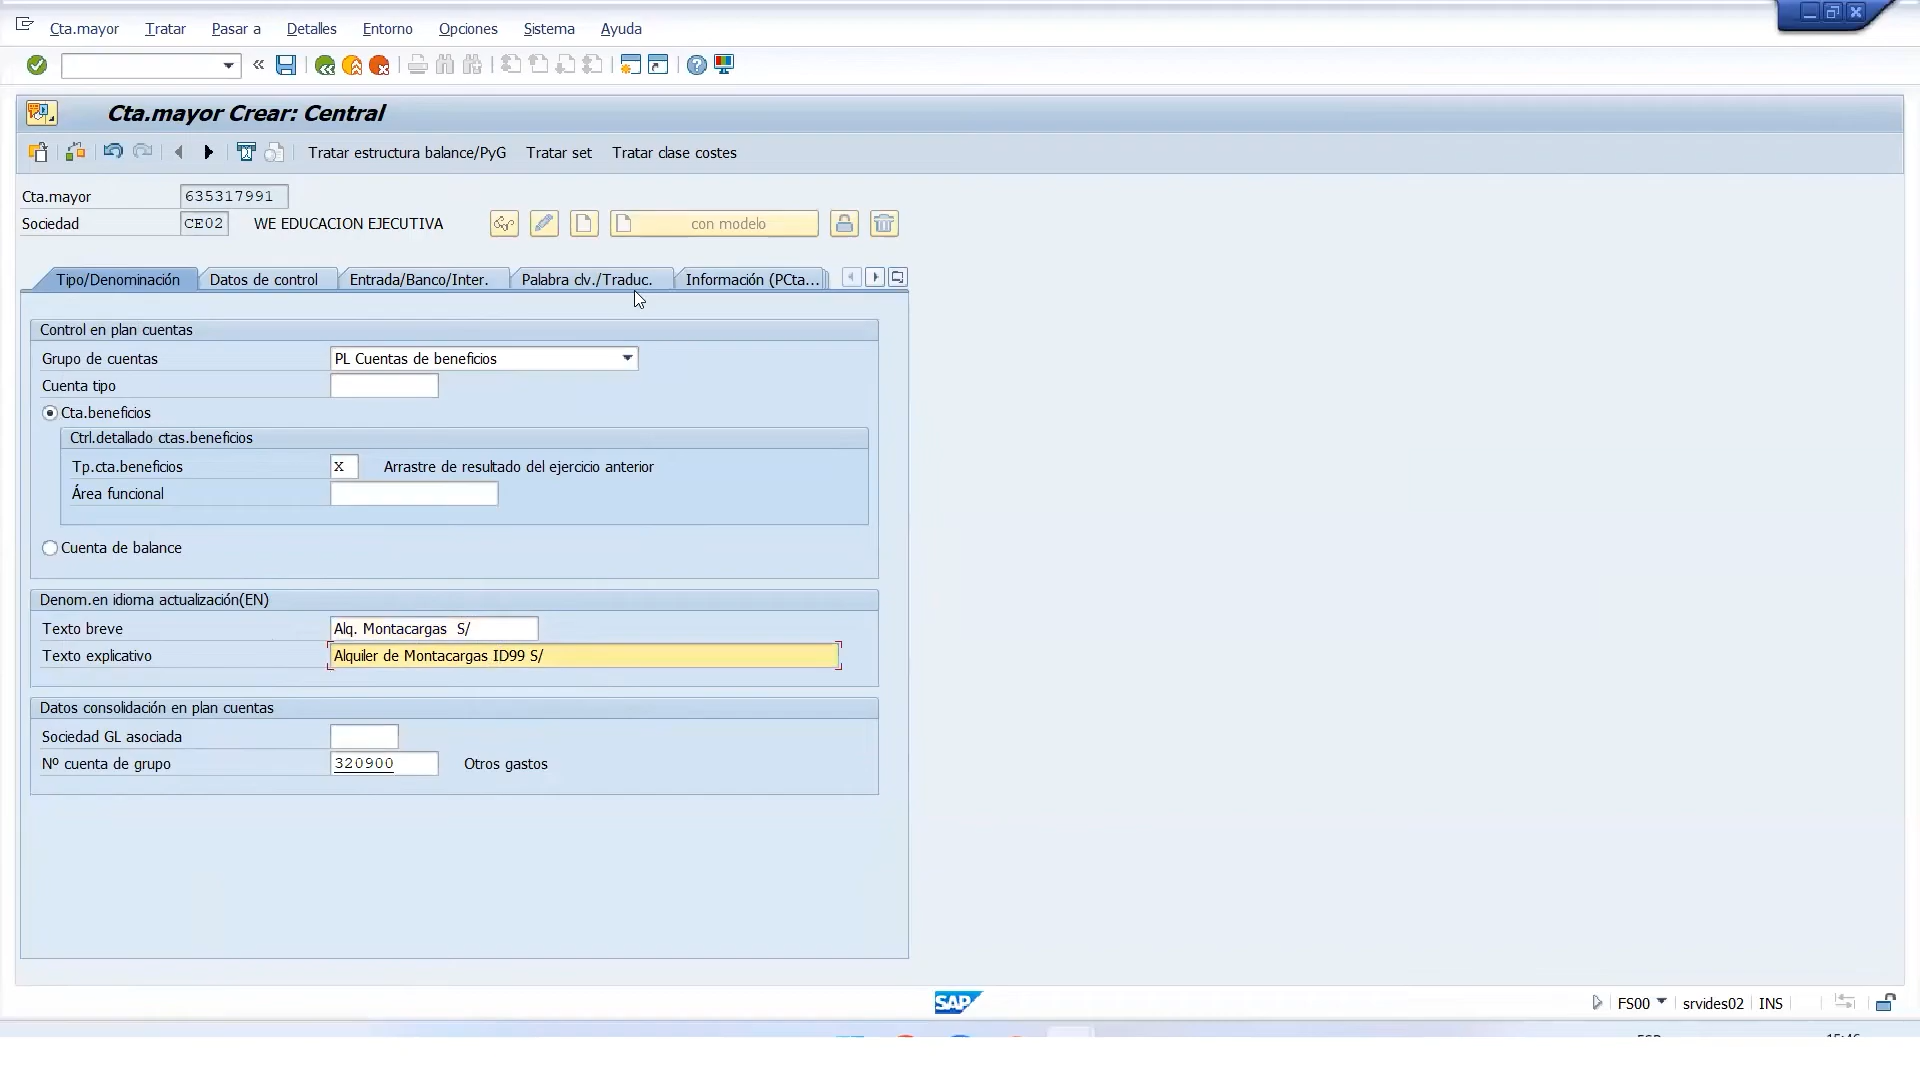 Cta.mayor Tratar Pasar a Detalles Entorno Opciones Sistema Ayuda
Cta.mayor Crear: Central
Tratar estructura balance/PyG Tratar set Tratar clase costes
Cta.mayor 635317991
Sociedad CE02 WE EDUCACION EJECUTIVA con modelo
Tipo/Denominación Datos de control Entrada/Banco/Inter. Palabra clv./Traduc. Información (PCta...
Control en plan cuentas
Grupo de cuentas PL Cuentas de beneficios
Cuenta tipo
Cta.beneficios
Ctrl.detallado ctas.beneficios
Tp.cta.beneficios X Arrastre de resultado del ejercicio anterior
Área funcional
Cuenta de balance
Denom.en idioma actualización(EN)
Texto breve Alq. Montacargas S/
Texto explicativo Alquiler de Montacargas ID99 S/
Datos consolidación en plan cuentas
Sociedad GL asociada
Nº cuenta de grupo 320900 Otros gastos
SAP FS00 srvides02 INS